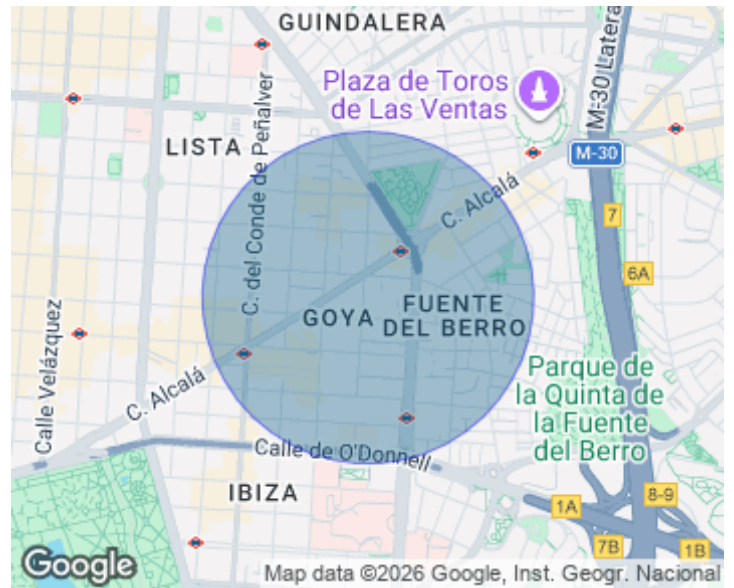 GUINDALERA
Plaza de Toros
de Las Ventas
M-30 Latera
LISTA
C. del Conde de Peñalver
M-30
C. Alcalá
7
6A
Calle Velázquez
GOYA
FUENTE
DEL BERRO
Parque de
la Quinta de
la Fuente
del Berro
C. Alcalá
Calle de O'Donnell
IBIZA
1A
8-9
7B
1B
Google
Map data ©2026 Google, Inst. Geogr. Nacional